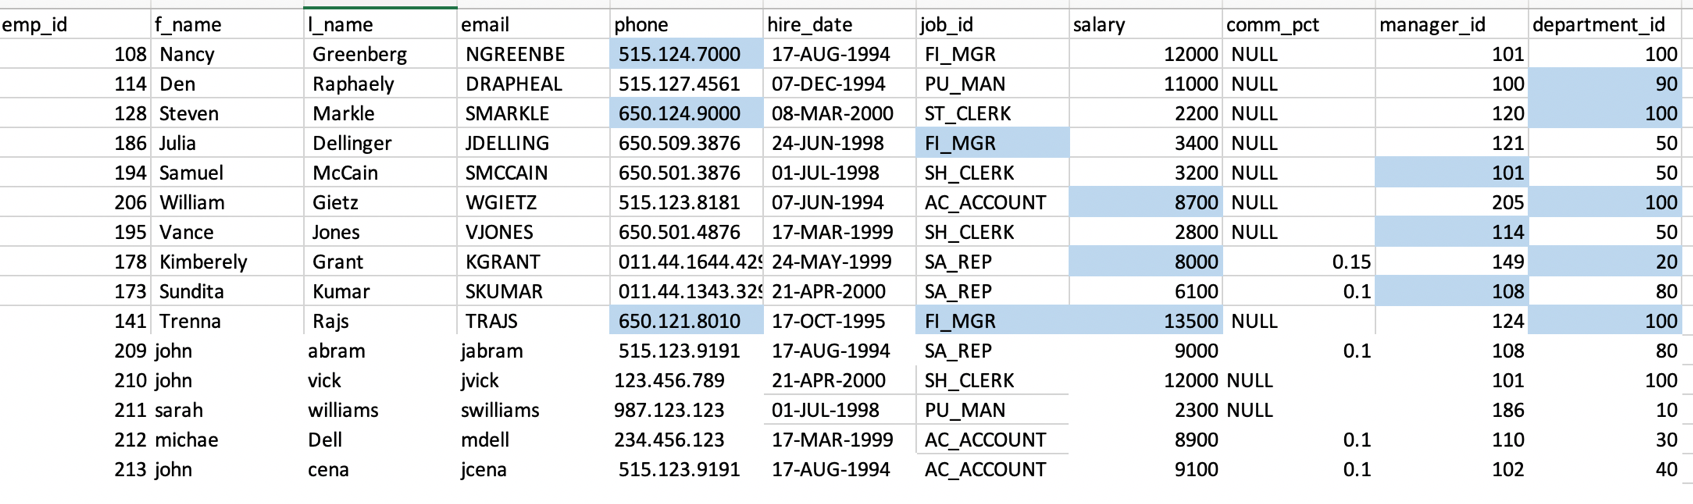 emp_id f_name l_name email phone hire_date job_id salary comm_pct manager_id department_id
108 Nancy Greenberg NGREENBE 515.124.7000 17-AUG-1994 FI_MGR 12000 NULL 101 100
114 Den Raphaely DRAPHEAL 515.127.4561 07-DEC-1994 PU_MAN 11000 NULL 100 90
128 Steven Markle SMARKLE 650.124.9000 08-MAR-2000 ST_CLERK 2200 NULL 120 100
186 Julia Dellinger JDELLING 650.509.3876 24-JUN-1998 FI_MGR 3400 NULL 121 50
194 Samuel McCain SMCCAIN 650.501.3876 01-JUL-1998 SH_CLERK 3200 NULL 101 50
206 William Gietz WGIETZ 515.123.8181 07-JUN-1994 AC_ACCOUNT 8700 NULL 205 100
195 Vance Jones VJONES 650.501.4876 17-MAR-1999 SH_CLERK 2800 NULL 114 50
178 Kimberely Grant KGRANT 011.44.1644.429 24-MAY-1999 SA_REP 8000 0.15 149 20
173 Sundita Kumar SKUMAR 011.44.1343.329 21-APR-2000 SA_REP 6100 0.1 108 80
141 Trenna Rajs TRAJS 650.121.8010 17-OCT-1995 FI_MGR 13500 NULL 124 100
209 john abram jabram 515.123.9191 17-AUG-1994 SA_REP 9000 0.1 108 80
210 john vick jvick 123.456.789 21-APR-2000 SH_CLERK 12000 NULL 101 100
211 sarah williams swilliams 987.123.123 01-JUL-1998 PU_MAN 2300 NULL 186 10
212 michae Dell mdell 234.456.123 17-MAR-1999 AC_ACCOUNT 8900 0.1 110 30
213 john cena jcena 515.123.9191 17-AUG-1994 AC_ACCOUNT 9100 0.1 102 40